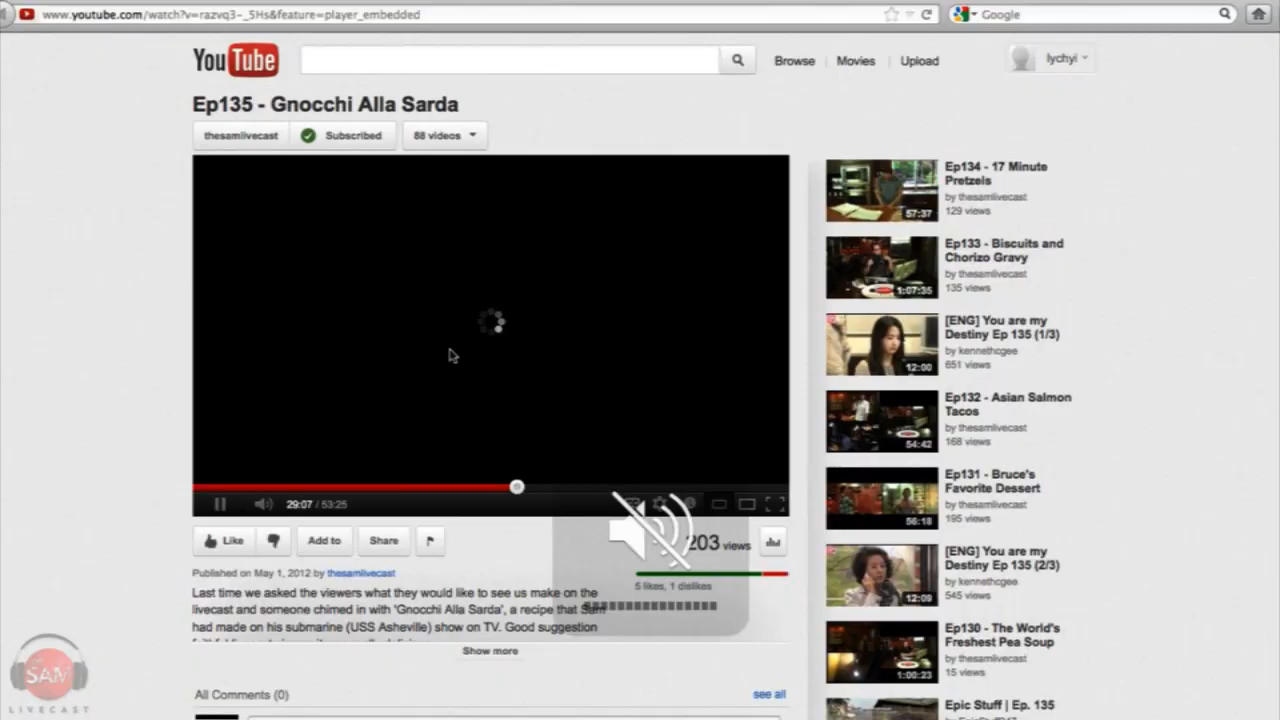 www.youtube.com/watch?v=razvq3-_5Hs&feature=player_embedded
Google
YouTube
Browse
Movies
Upload
lychyi
Ep135 - Gnocchi Alla Sarda
thesamlivecast
Subscribed
88 videos
29:07 / 53:25
Like
Add to
Share
203 views
Published on May 1, 2012 by thesamlivecast
5 likes, 1 dislikes
Last time we asked the viewers what they would like to see us make on the
livecast and someone chimed in with 'Gnocchi Alla Sarda', a recipe that Sam
had made on his submarine (USS Asheville) show on TV. Good suggestion
Show more
All Comments (0)
see all
Ep134 - 17 Minute
Pretzels
by thesamlivecast
129 views
57:37
Ep133 - Biscuits and
Chorizo Gravy
by thesamlivecast
135 views
1:07:35
[ENG] You are my
Destiny Ep 135 (1/3)
by kennethcgee
651 views
12:00
Ep132 - Asian Salmon
Tacos
by thesamlivecast
168 views
54:42
Ep131 - Bruce's
Favorite Dessert
by thesamlivecast
195 views
56:18
[ENG] You are my
Destiny Ep 135 (2/3)
by kennethcgee
545 views
12:09
Ep130 - The World's
Freshest Pea Soup
by thesamlivecast
15 views
1:00:23
Epic Stuff | Ep. 135
SAM
LIVECAST